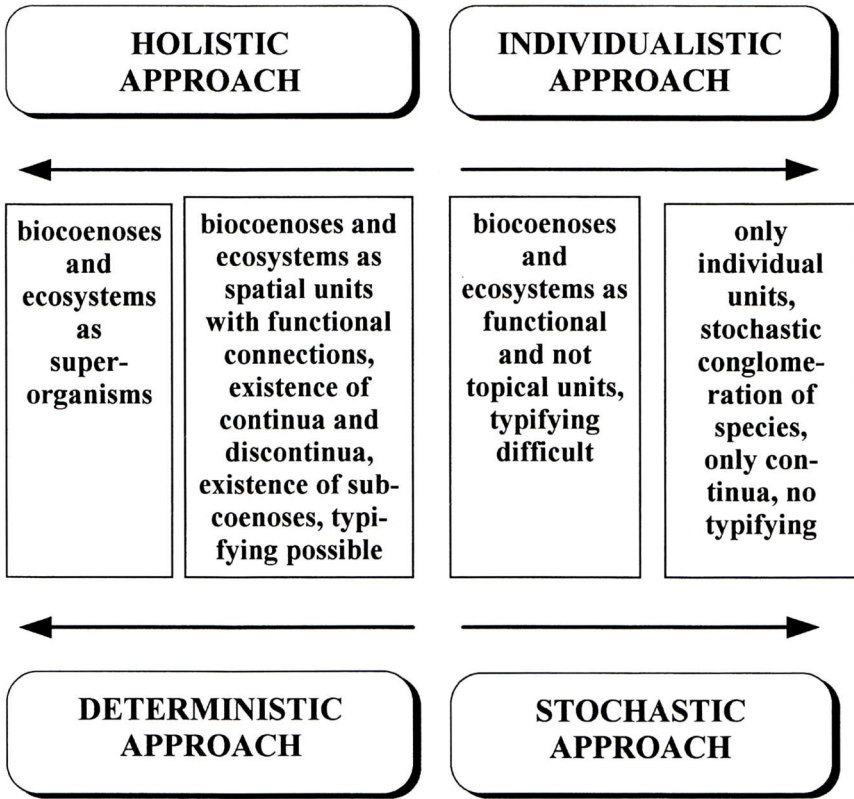 HOLISTIC
APPROACH
INDIVIDUALISTIC
APPROACH
biocoenoses
and
ecosystems
as
super-
organisms
biocoenoses and
ecosystems as
spatial units
with functional
connections,
existence of
continua and
discontinua,
existence of sub-
coenoses, typi-
fying possible
biocoenoses
and
ecosystems as
functional
and not
topical units,
typifying
difficult
only
individual
units,
stochastic
conglome-
ration of
species,
only con-
tinua, no
typifying
DETERMINISTIC
APPROACH
STOCHASTIC
APPROACH